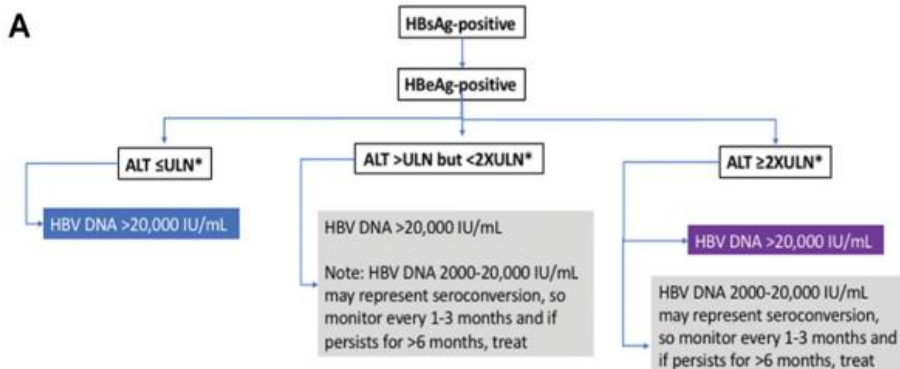 A
HBsAg-positive
HBeAg-positive
ALT ≤ULN*
ALT >ULN but <2XULN*
ALT ≥2XULN*
HBV DNA >20,000 IU/mL
HBV DNA >20,000 IU/mL
Note: HBV DNA 2000-20,000 IU/mL
may represent seroconversion, so
monitor every 1-3 months and if
persists for >6 months, treat
HBV DNA >20,000 IU/mL
HBV DNA 2000-20,000 IU/mL
may represent seroconversion,
so monitor every 1-3 months and
if persists for >6 months, treat